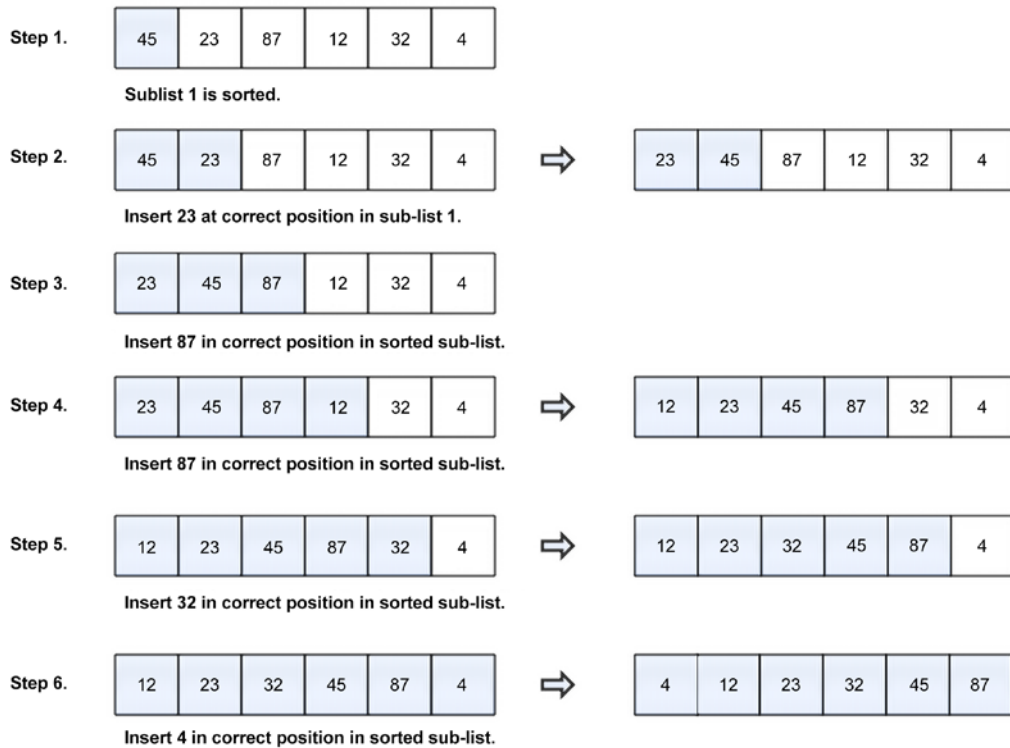 Step 1. 45 23 87 12 32 4
Sublist 1 is sorted.
Step 2. 45 23 87 12 32 4 23 45 87 12 32 4
Insert 23 at correct position in sub-list 1.
Step 3. 23 45 87 12 32 4
Insert 87 in correct position in sorted sub-list.
Step 4. 23 45 87 12 32 4 12 23 45 87 32 4
Insert 87 in correct position in sorted sub-list.
Step 5. 12 23 45 87 32 4 12 23 32 45 87 4
Insert 32 in correct position in sorted sub-list.
Step 6. 12 23 32 45 87 4 4 12 23 32 45 87
Insert 4 in correct position in sorted sub-list.